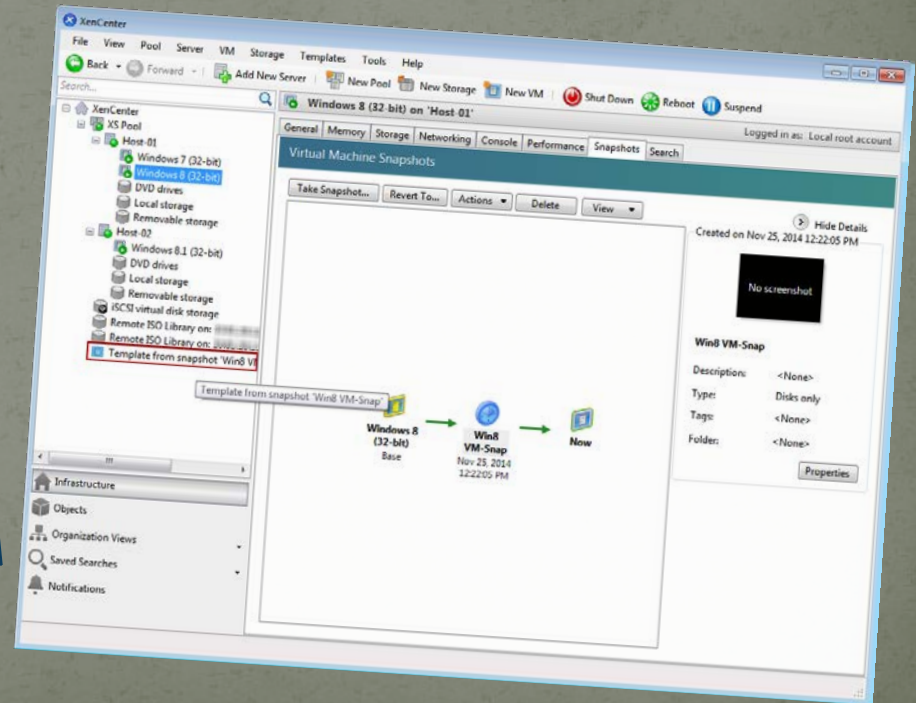 XenCenter
File View Pool Server VM Storage Templates Tools Help
Back Forward Add New Server New Pool New Storage New VM Shut Down Reboot Suspend
Search...
Windows 8 (32-bit) on 'Host-01'
Logged in as: Local root account
XenCenter
XS Pool
Host-01
Windows 7 (32-bit)
Windows 8 (32-bit)
DVD drives
Local storage
Removable storage
Host-02
Windows 8.1 (32-bit)
DVD drives
Local storage
Removable storage
iSCSI virtual disk storage
Remote ISO Library on:
Remote ISO Library on:
Template from snapshot 'Win8 VM
Template from snapshot 'Win8 VM-Snap'
Infrastructure
Objects
Organization Views
Saved Searches
Notifications
General Memory Storage Networking Console Performance Snapshots Search
Virtual Machine Snapshots
Take Snapshot... Revert To... Actions Delete View
Windows 8
(32-bit)
Base
Win8
VM-Snap
Nov 25, 2014
12:22:05 PM
Now
Hide Details
Created on Nov 25, 2014 12:22:05 PM
No screenshot
Win8 VM-Snap
Description: <None>
Type: Disks only
Tags: <None>
Folder: <None>
Properties